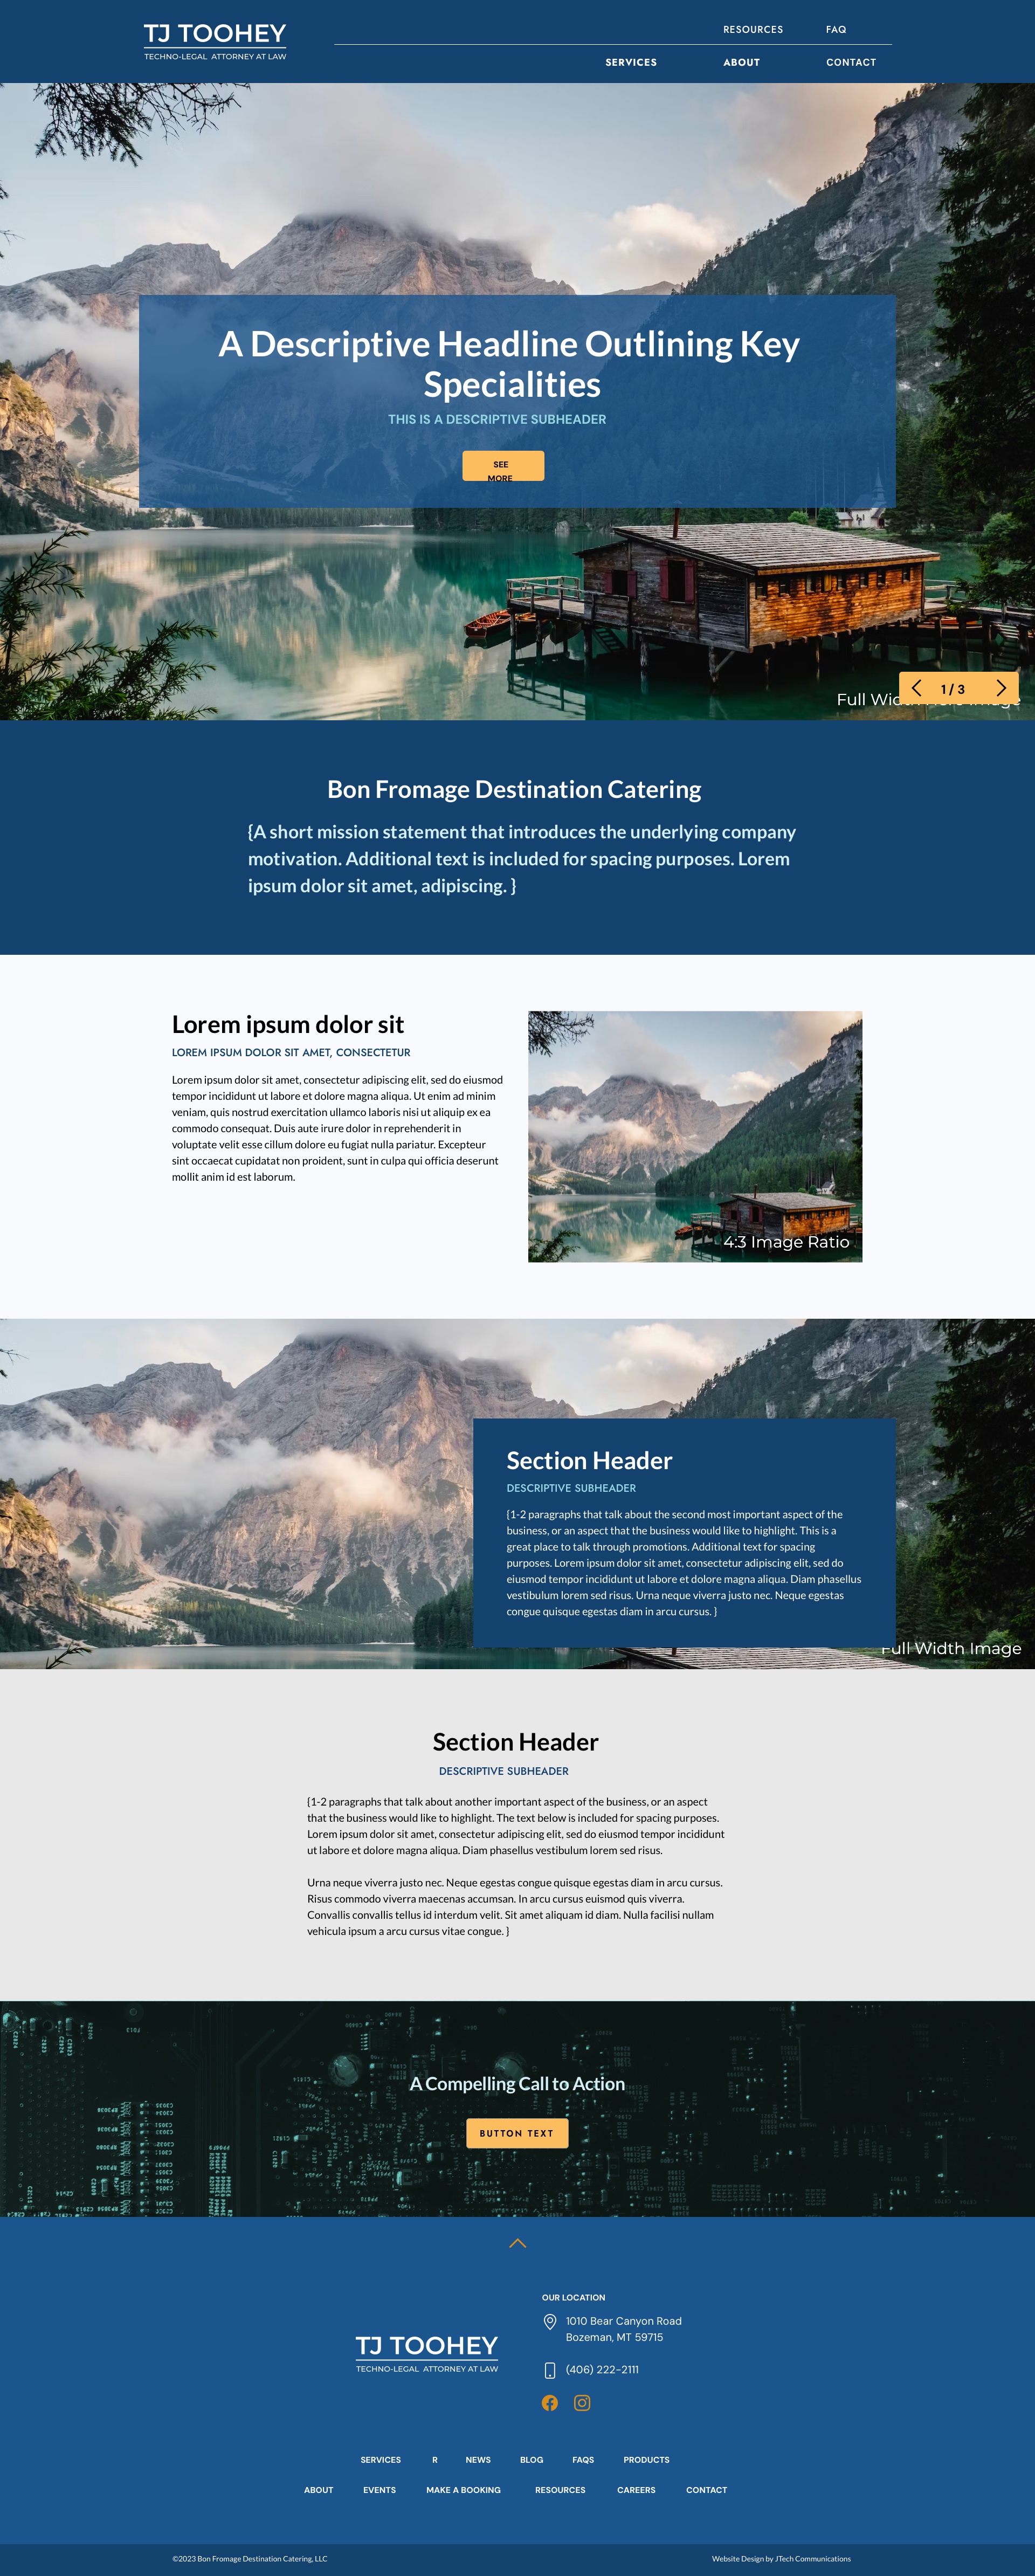 TJ TOOHEY
TECHNO-LEGAL ATTORNEY AT LAW
RESOURCES FAQ
SERVICES ABOUT CONTACT
A Descriptive Headline Outlining Key
Specialities
THIS IS A DESCRIPTIVE SUBHEADER
SEE
MORE
1 / 3
Full Width Hero Image
Bon Fromage Destination Catering
{A short mission statement that introduces the underlying company
motivation. Additional text is included for spacing purposes. Lorem
ipsum dolor sit amet, adipiscing. }
Lorem ipsum dolor sit
LOREM IPSUM DOLOR SIT AMET, CONSECTETUR
Lorem ipsum dolor sit amet, consectetur adipiscing elit, sed do eiusmod
tempor incididunt ut labore et dolore magna aliqua. Ut enim ad minim
veniam, quis nostrud exercitation ullamco laboris nisi ut aliquip ex ea
commodo consequat. Duis aute irure dolor in reprehenderit in
voluptate velit esse cillum dolore eu fugiat nulla pariatur. Excepteur
sint occaecat cupidatat non proident, sunt in culpa qui officia deserunt
mollit anim id est laborum.
4:3 Image Ratio
Section Header
DESCRIPTIVE SUBHEADER
{1-2 paragraphs that talk about the second most important aspect of the
business, or an aspect that the business would like to highlight. This is a
great place to talk through promotions. Additional text for spacing
purposes. Lorem ipsum dolor sit amet, consectetur adipiscing elit, sed do
eiusmod tempor incididunt ut labore et dolore magna aliqua. Diam phasellus
vestibulum lorem sed risus. Urna neque viverra justo nec. Neque egestas
congue quisque egestas diam in arcu cursus. }
Full Width Image
Section Header
DESCRIPTIVE SUBHEADER
{1-2 paragraphs that talk about another important aspect of the business, or an aspect
that the business would like to highlight. The text below is included for spacing purposes.
Lorem ipsum dolor sit amet, consectetur adipiscing elit, sed do eiusmod tempor incididunt
ut labore et dolore magna aliqua. Diam phasellus vestibulum lorem sed risus.
Urna neque viverra justo nec. Neque egestas congue quisque egestas diam in arcu cursus.
Risus commodo viverra maecenas accumsan. In arcu cursus euismod quis viverra.
Convallis convallis tellus id interdum velit. Sit amet aliquam id diam. Nulla facilisi nullam
vehicula ipsum a arcu cursus vitae congue. }
A Compelling Call to Action
BUTTON TEXT
OUR LOCATION
1010 Bear Canyon Road
Bozeman, MT 59715
TJ TOOHEY
TECHNO-LEGAL ATTORNEY AT LAW
(406) 222-2111
SERVICES R NEWS BLOG FAQS PRODUCTS
ABOUT EVENTS MAKE A BOOKING RESOURCES CAREERS CONTACT
©2023 Bon Fromage Destination Catering, LLC
Website Design by JTech Communications